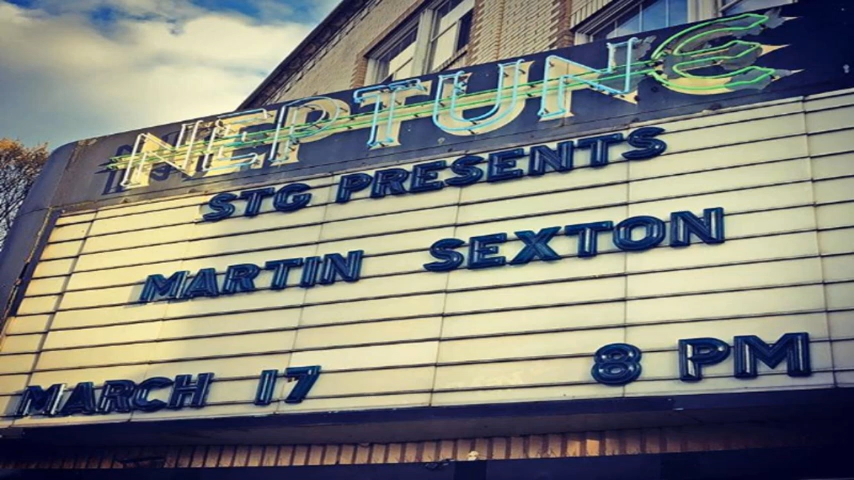 NEPTUNE
STG PRESENTS
MARTIN SEXTON
MARCH 17 8 PM